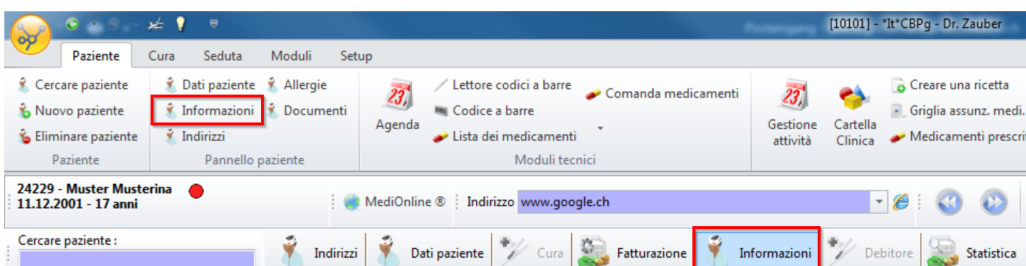 [10101] - *It*CBPg - Dr. Zauber
Paziente Cura Seduta Moduli Setup
Cercare paziente Dati paziente Allergie Lettore codici a barre Comanda medicamenti Creare una ricetta
Nuovo paziente Informazioni Documenti Agenda Codice a barre Gestione attività Cartella Clinica Griglia assunz. medi.
Eliminare paziente Indirizzi Lista dei medicamenti Medicamenti prescri
Paziente Pannello paziente Moduli tecnici
24229 - Muster Musterina
11.12.2001 - 17 anni MediOnline ® Indirizzo www.google.ch
Cercare paziente :
Indirizzi Dati paziente Cura Fatturazione Informazioni Debitore Statistica